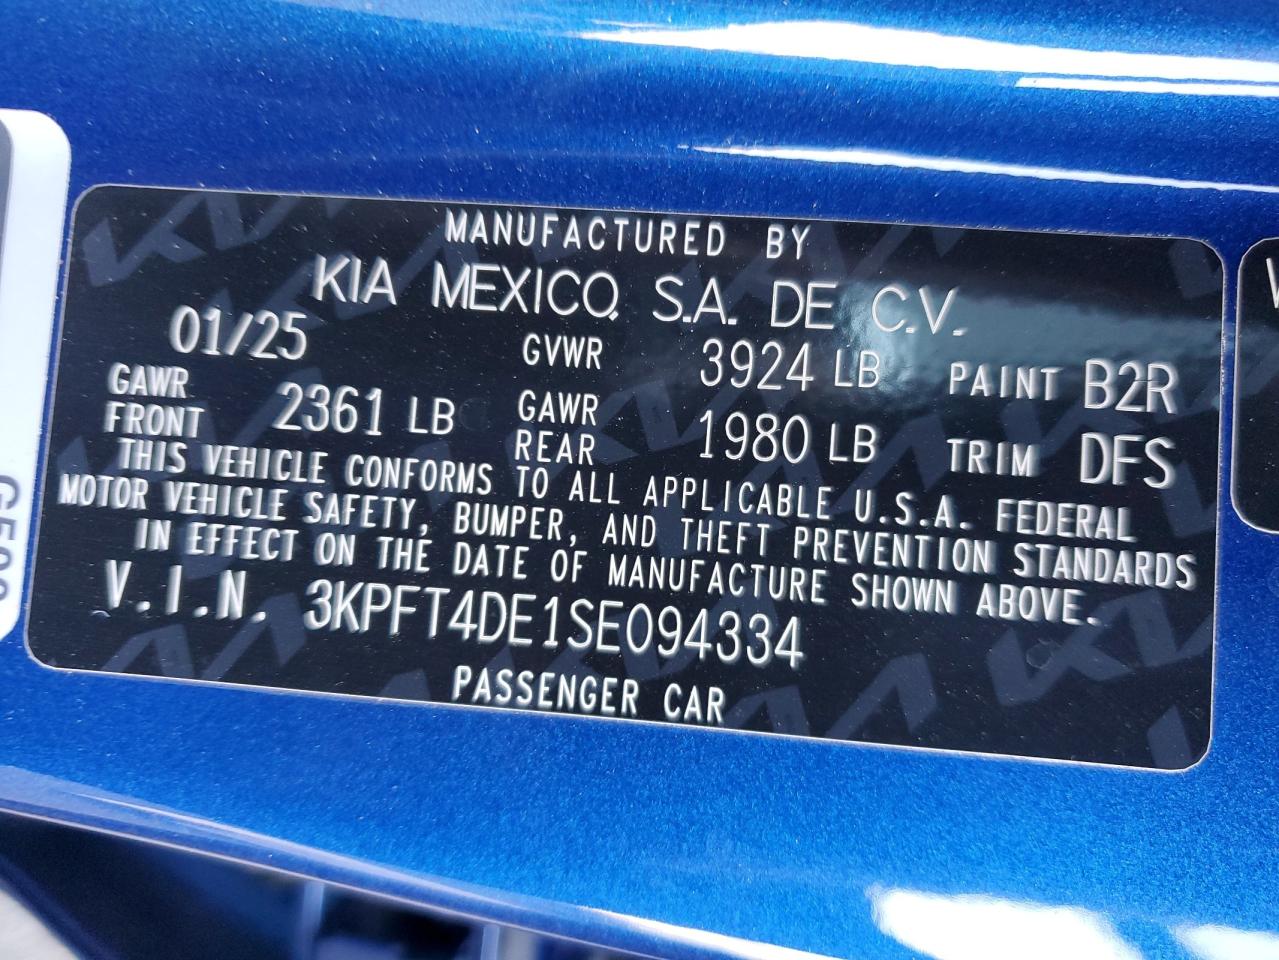 MANUFACTURED BY
KIA MEXICO, S.A. DE C.V.
01/25 GVWR 3924 LB PAINT B2R
GAWR FRONT 2361 LB GAWR REAR 1980 LB TRIM DFS
THIS VEHICLE CONFORMS TO ALL APPLICABLE U.S.A. FEDERAL
MOTOR VEHICLE SAFETY, BUMPER, AND THEFT PREVENTION STANDARDS
IN EFFECT ON THE DATE OF MANUFACTURE SHOWN ABOVE.
V.I.N. 3KPFT4DE1SE094334
PASSENGER CAR